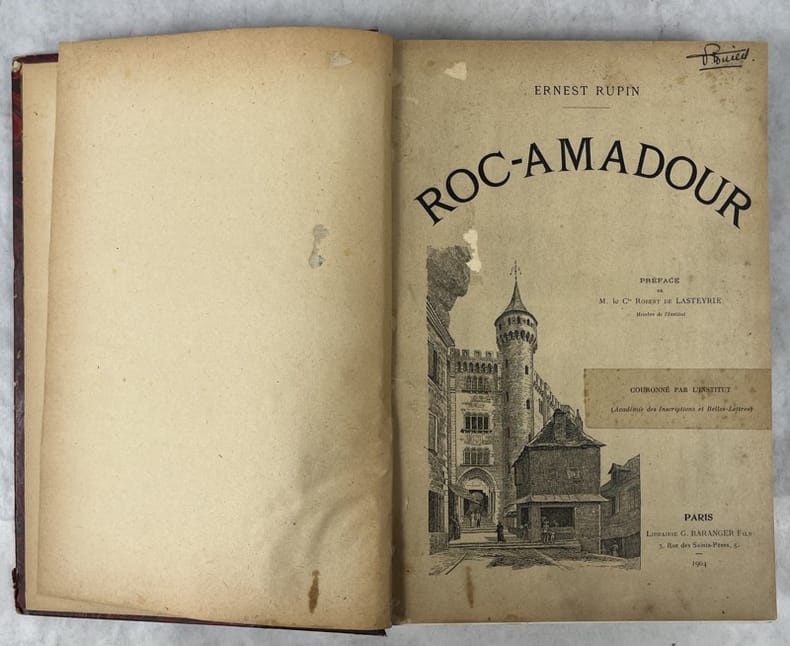 ERNEST RUPIN
ROC-AMADOUR
PRÉFACE
DE
M. le Cte ROBERT DE LASTEYRIE
Membre de l'Institut
COURONNÉ PAR L'INSTITUT
(Académie des Inscriptions et Belles-Lettres)
PARIS
LIBRAIRIE G. BARANGER FILS
5, Rue des Saints-Pères, 5.
1904